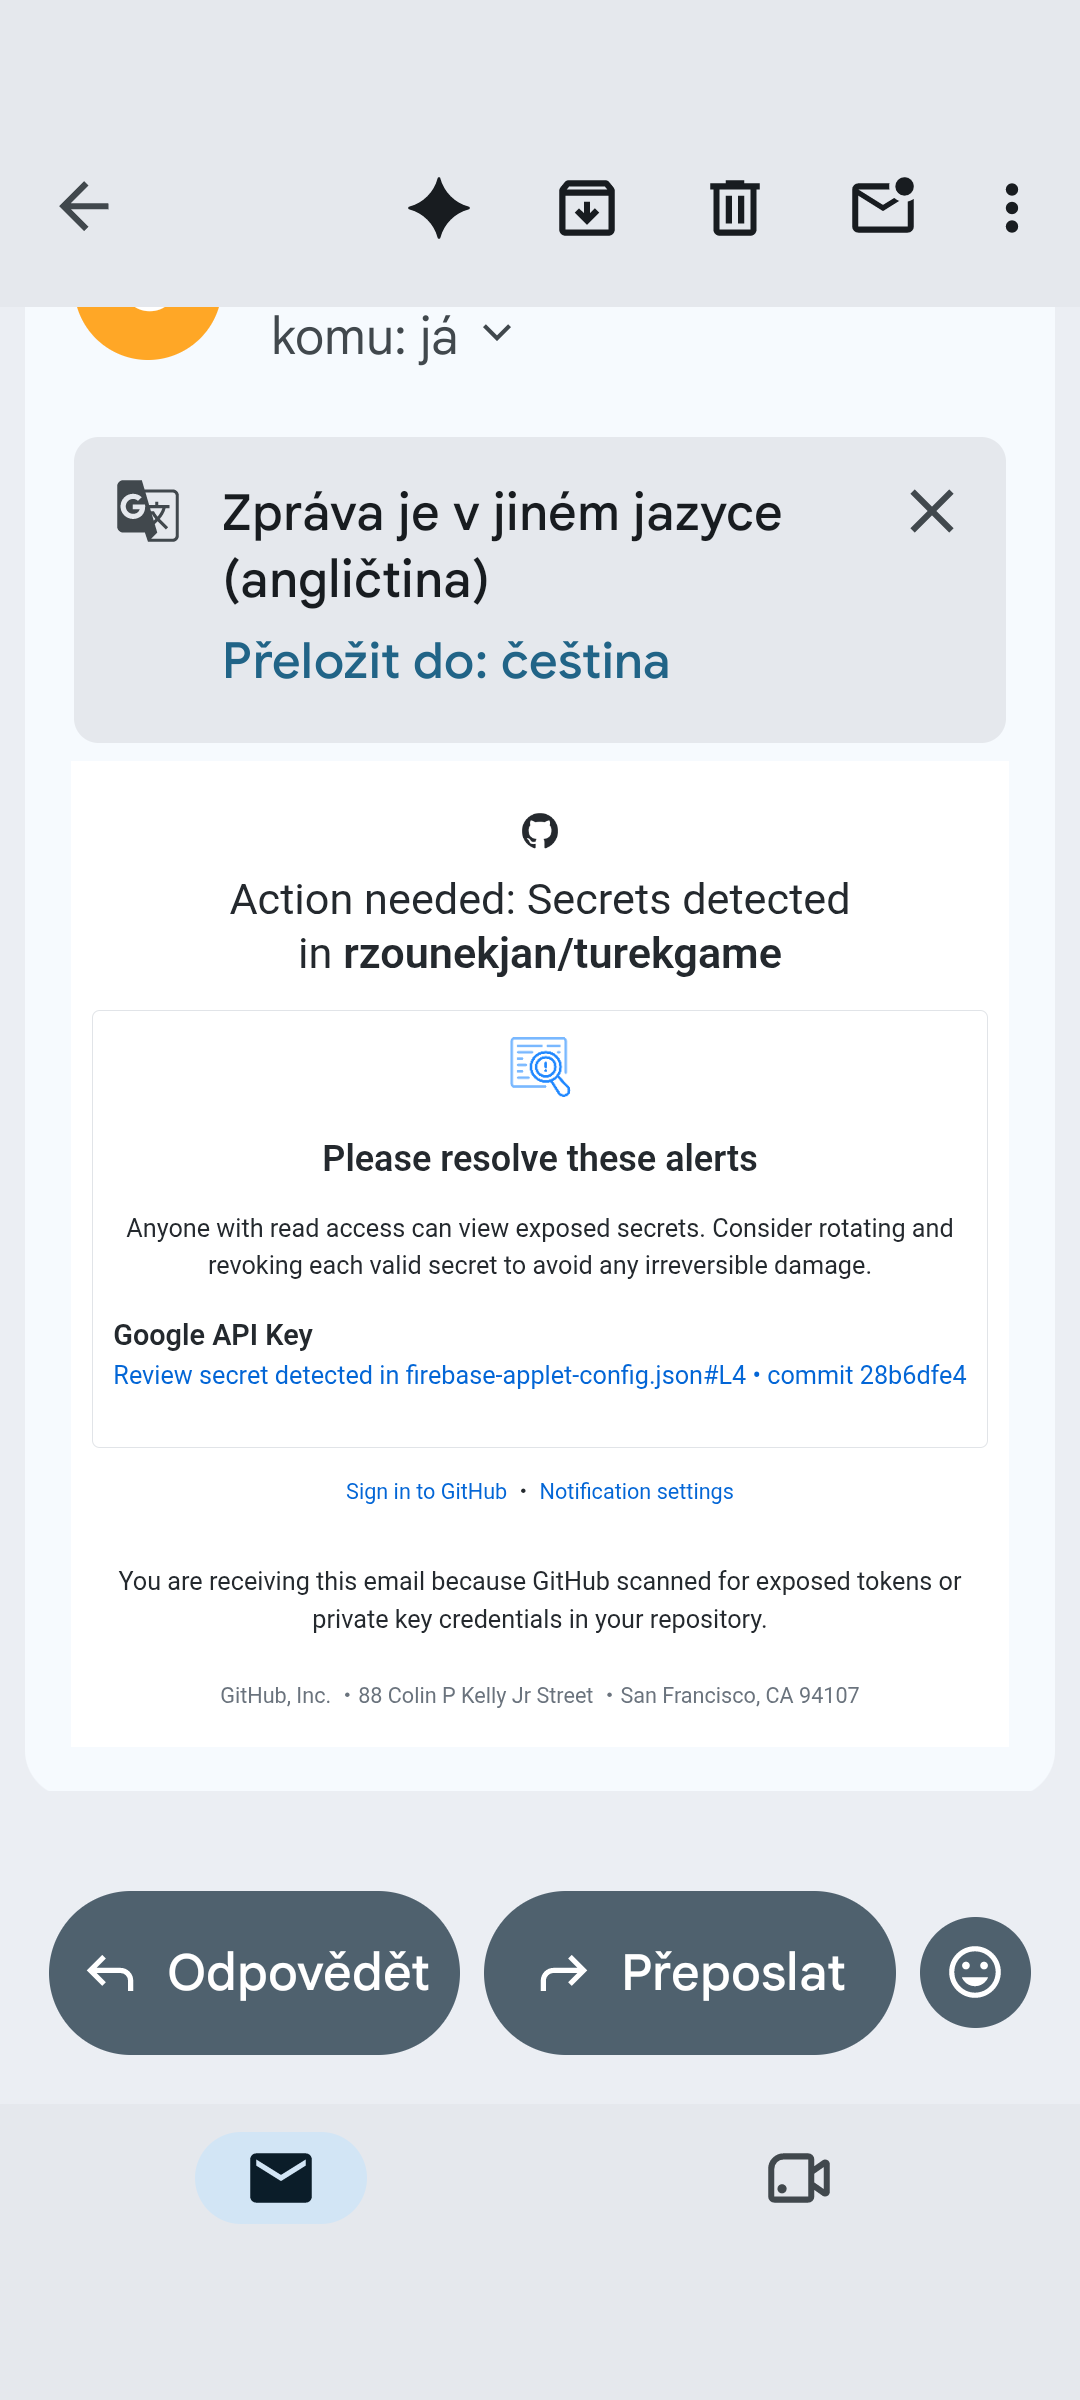 komu: já
Zpráva je v jiném jazyce
(angličtina)
Přeložit do: čeština
Action needed: Secrets detected
in rzounekjan/turekgame
Please resolve these alerts
Anyone with read access can view exposed secrets. Consider rotating and
revoking each valid secret to avoid any irreversible damage.
Google API Key
Review secret detected in firebase-applet-config.json#L4 • commit 28b6dfe4
Sign in to GitHub • Notification settings
You are receiving this email because GitHub scanned for exposed tokens or
private key credentials in your repository.
GitHub, Inc. • 88 Colin P Kelly Jr Street • San Francisco, CA 94107
Odpovědět
Přeposlat